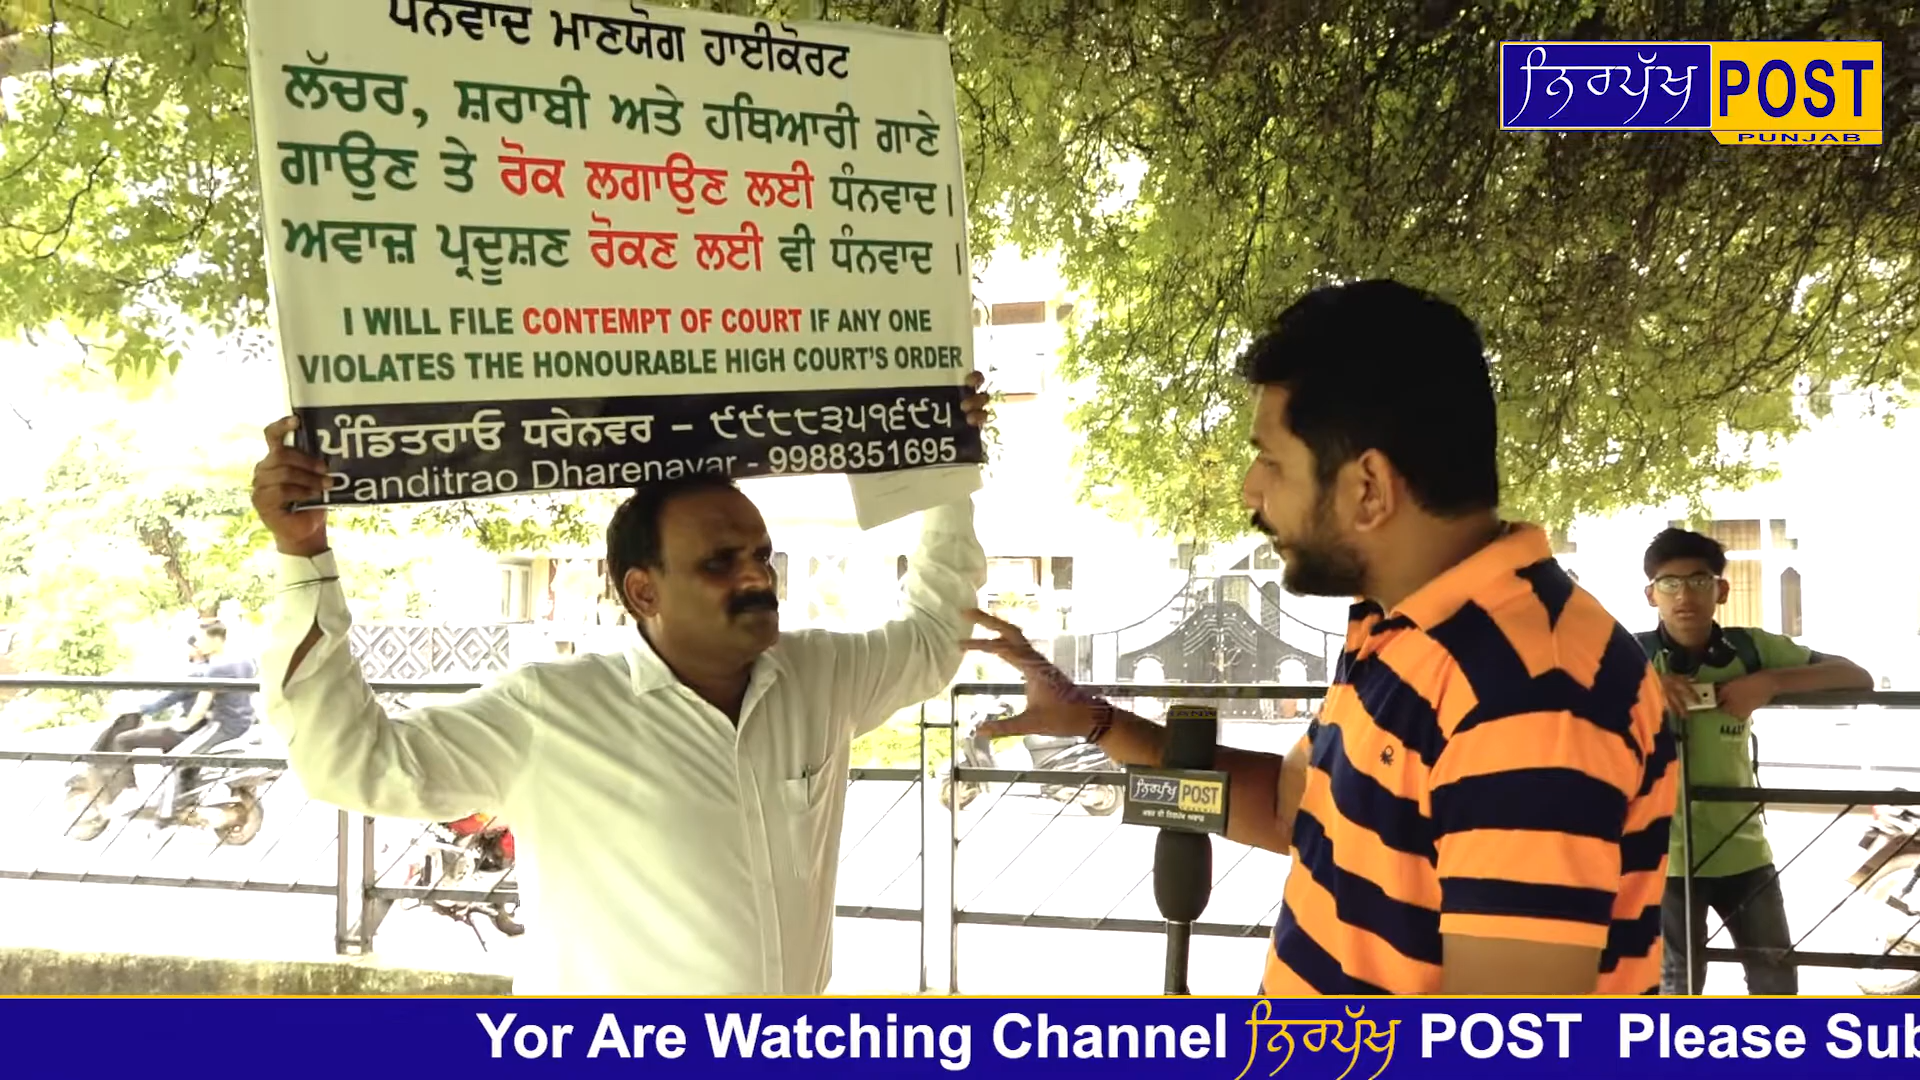 ਧਨਵਾਦ ਮਾਣਯੋਗ ਹਾਈਕੋਰਟ
ਲੱਚਰ, ਸ਼ਰਾਬੀ ਅਤੇ ਹਥਿਆਰੀ ਗਾਣੇ
ਗਾਉਣ ਤੇ ਰੋਕ ਲਗਾਉਣ ਲਈ ਧੰਨਵਾਦ।
ਅਵਾਜ਼ ਪ੍ਰਦੂਸ਼ਣ ਰੋਕਣ ਲਈ ਵੀ ਧੰਨਵਾਦ ।
I WILL FILE CONTEMPT OF COURT IF ANY ONE
VIOLATES THE HONOURABLE HIGH COURT'S ORDER
ਪੰਡਿਤਰਾਓ ਧਰੇਨਵਰ - ੯੯੮੮੩੫੧੬੯੫
Panditrao Dharenavar - 9988351695
ਨਿਰਪੱਖ POST
PUNJAB
ਨਿਰਪੱਖ POST
Yor Are Watching Channel ਨਿਰਪੱਖ POST Please Sub